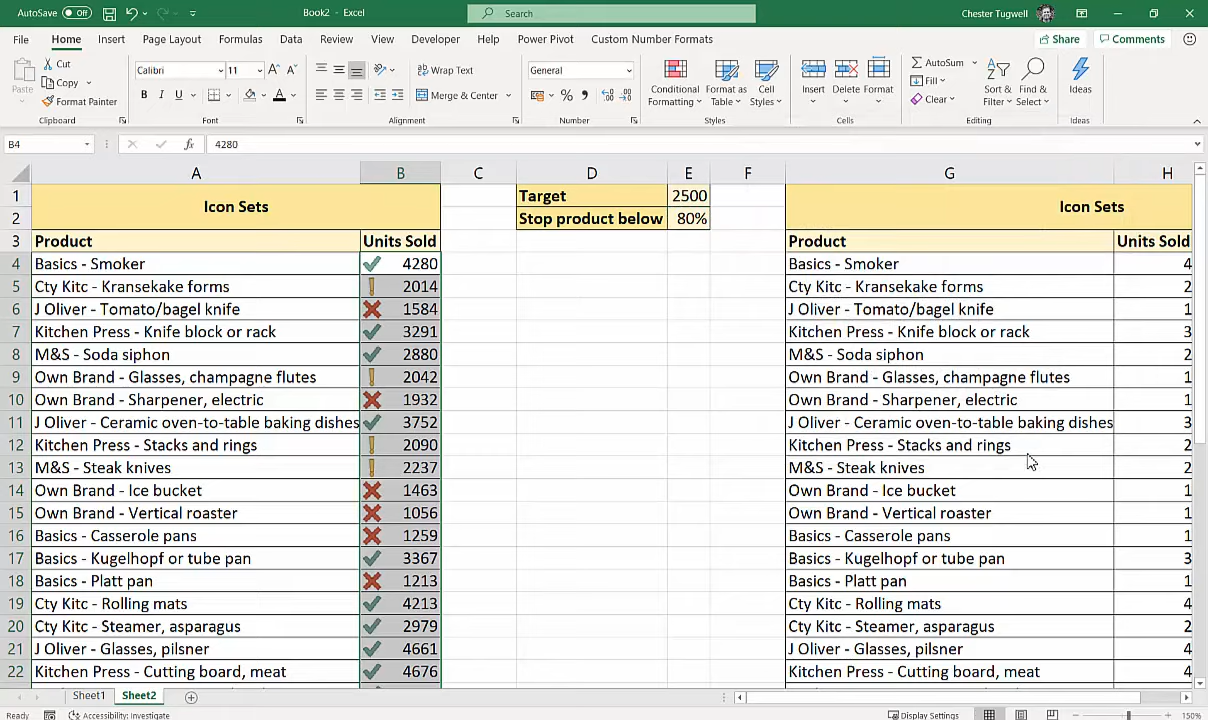 AutoSave Off Book2 - Excel Search Chester Tugwell
File Home Insert Page Layout Formulas Data Review View Developer Help Power Pivot Custom Number Formats Share Comments
Paste Cut Copy Format Painter Clipboard
Calibri 11 A A B I U A Font
Wrap Text Merge & Center Alignment
General % Number
Conditional Formatting Format as Table Cell Styles Styles
Insert Delete Format Cells
AutoSum Fill Clear Sort & Filter Find & Select Editing
Ideas Ideas
B4 fx 4280
A B C D E F G H
1 Icon Sets Target 2500 Icon Sets
2 Stop product below 80%
3 Product Units Sold Product Units Sold
4 Basics - Smoker 4280 Basics - Smoker 4
5 Cty Kitc - Kransekake forms 2014 Cty Kitc - Kransekake forms 2
6 J Oliver - Tomato/bagel knife 1584 J Oliver - Tomato/bagel knife 1
7 Kitchen Press - Knife block or rack 3291 Kitchen Press - Knife block or rack 3
8 M&S - Soda siphon 2880 M&S - Soda siphon 2
9 Own Brand - Glasses, champagne flutes 2042 Own Brand - Glasses, champagne flutes 1
10 Own Brand - Sharpener, electric 1932 Own Brand - Sharpener, electric 1
11 J Oliver - Ceramic oven-to-table baking dishes 3752 J Oliver - Ceramic oven-to-table baking dishes 3
12 Kitchen Press - Stacks and rings 2090 Kitchen Press - Stacks and rings 2
13 M&S - Steak knives 2237 M&S - Steak knives 2
14 Own Brand - Ice bucket 1463 Own Brand - Ice bucket 1
15 Own Brand - Vertical roaster 1056 Own Brand - Vertical roaster 1
16 Basics - Casserole pans 1259 Basics - Casserole pans 1
17 Basics - Kugelhopf or tube pan 3367 Basics - Kugelhopf or tube pan 3
18 Basics - Platt pan 1213 Basics - Platt pan 1
19 Cty Kitc - Rolling mats 4213 Cty Kitc - Rolling mats 4
20 Cty Kitc - Steamer, asparagus 2979 Cty Kitc - Steamer, asparagus 2
21 J Oliver - Glasses, pilsner 4661 J Oliver - Glasses, pilsner 4
22 Kitchen Press - Cutting board, meat 4676 Kitchen Press - Cutting board, meat 4
Sheet1 Sheet2
Ready Accessibility: Investigate Display Settings 150%